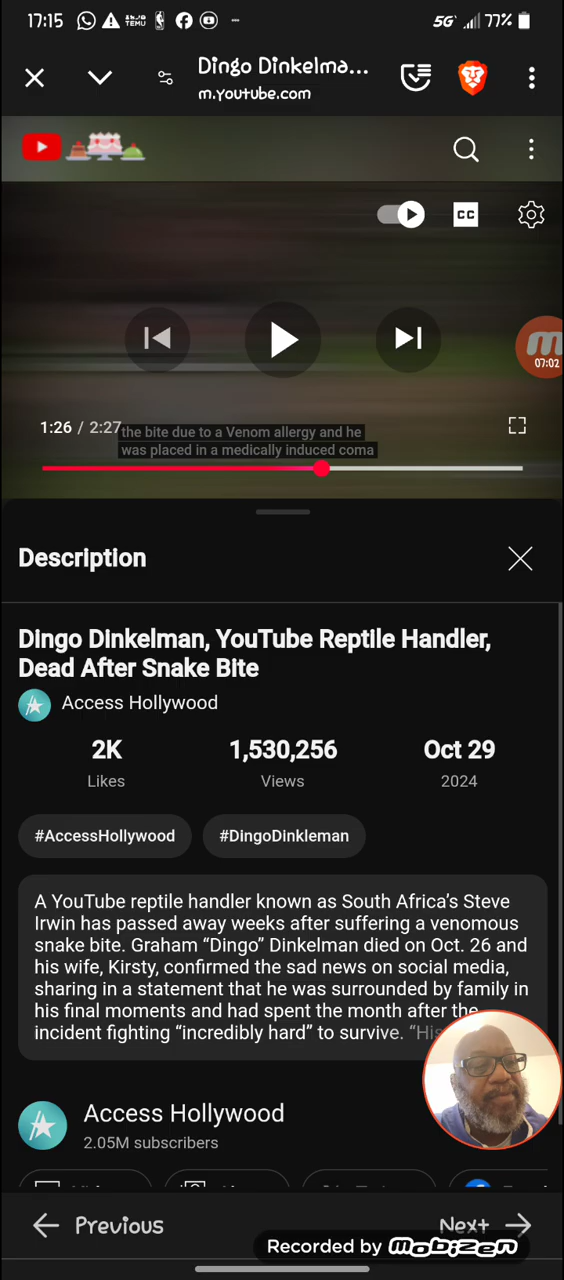 17:15
TEMU
5G
77%
Dingo Dinkelma...
m.youtube.com
CC
07:02
1:26 / 2:27
the bite due to a Venom allergy and he
was placed in a medically induced coma
Description
Dingo Dinkelman, YouTube Reptile Handler,
Dead After Snake Bite
Access Hollywood
2K
1,530,256
Oct 29
Likes
Views
2024
#AccessHollywood
#DingoDinkleman
A YouTube reptile handler known as South Africa’s Steve
Irwin has passed away weeks after suffering a venomous
snake bite. Graham “Dingo” Dinkelman died on Oct. 26 and
his wife, Kirsty, confirmed the sad news on social media,
sharing in a statement that he was surrounded by family in
his final moments and had spent the month after the
incident fighting “incredibly hard” to survive. “His
Access Hollywood
2.05M subscribers
Previous
Next
Recorded by mobizen